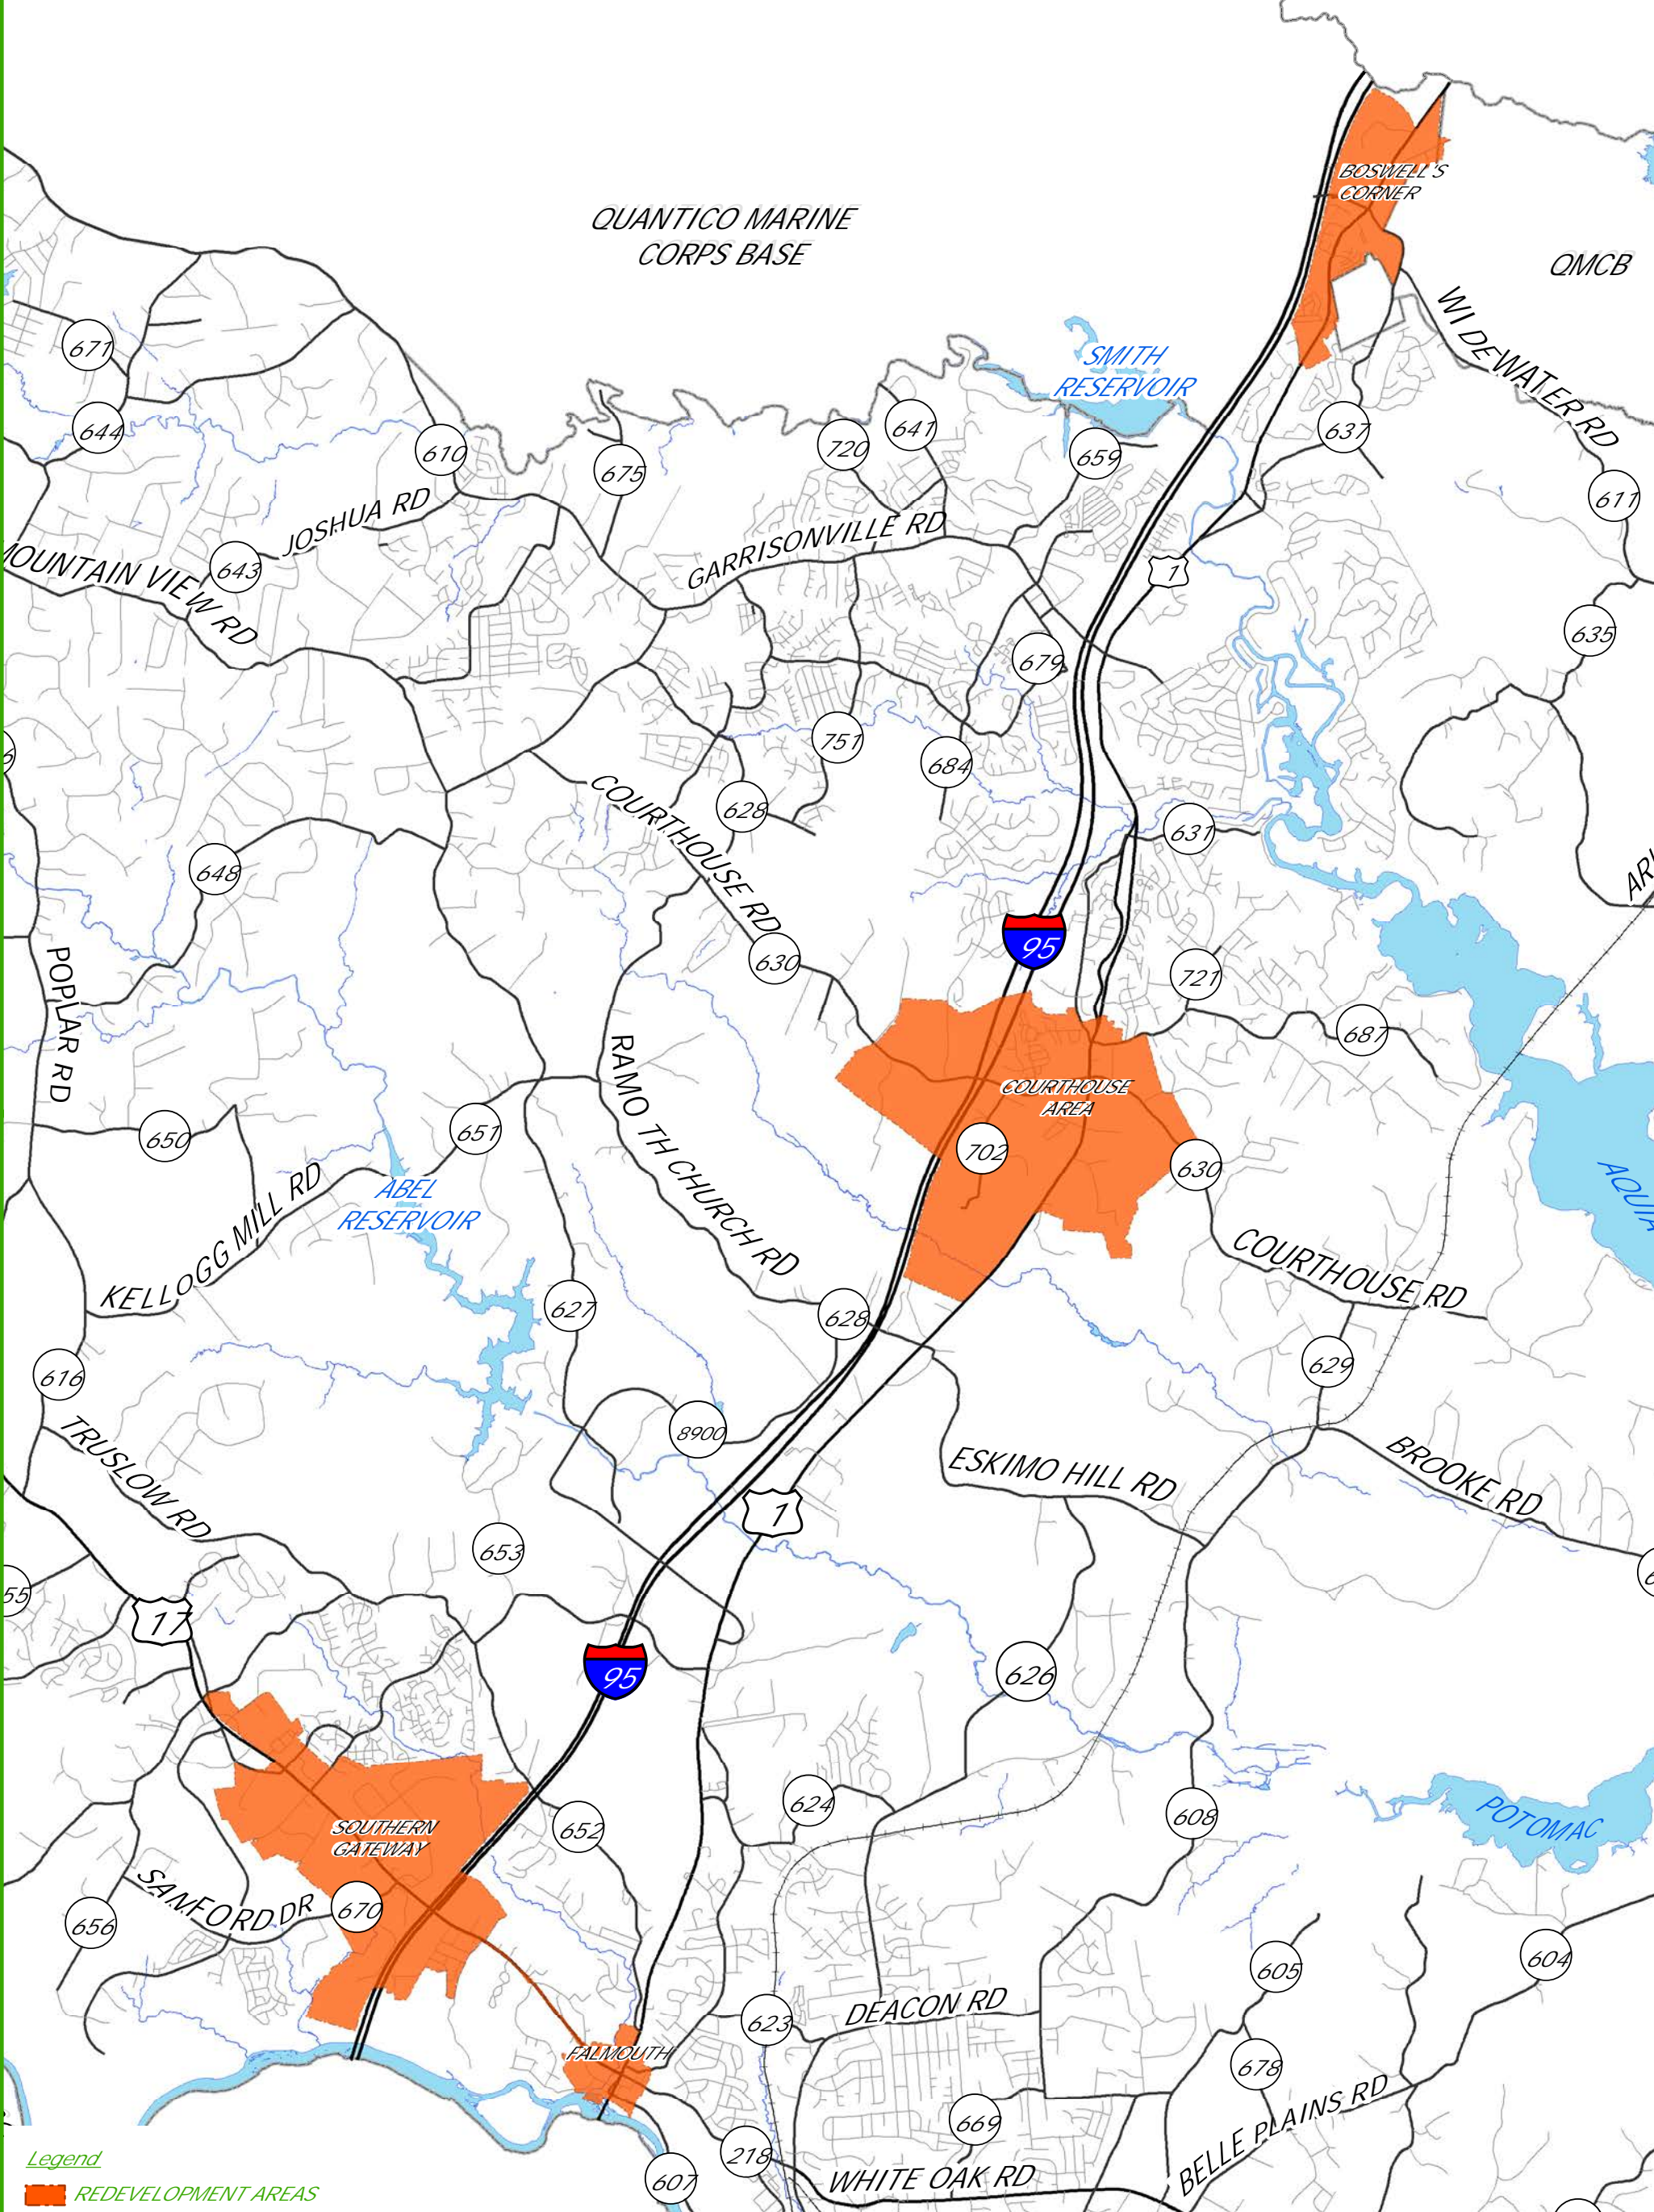 BOSWELL'S
CORNER
QUANTICO MARINE
CORPS BASE
QMCB
WIDEWATER RD
671
SMITH
RESERVOIR
644
610
675
720
641
659
637
611
JOSHUA RD
GARRISONVILLE RD
MOUNTAIN VIEW RD
643
1
635
679
751
684
COURTHOUSE RD
628
631
648
95
630
721
POPLAR RD
687
RAMO TH CHURCH RD
COURTHOUSE
AREA
650
651
702
630
ABEL
RESERVOIR
KELLOGG MILL RD
COURTHOUSE RD
627
628
629
616
TRUSLOW RD
8900
ESKIMO HILL RD
BROOKE RD
1
653
55
17
95
626
624
608
POTOMAC
SOUTHERN
GATEWAY
652
SANFORD DR
670
656
605
604
DEACON RD
623
FALMOUTH
678
669
BELLE PLAINS RD
218
607
WHITE OAK RD
Legend
REDEVELOPMENT AREAS